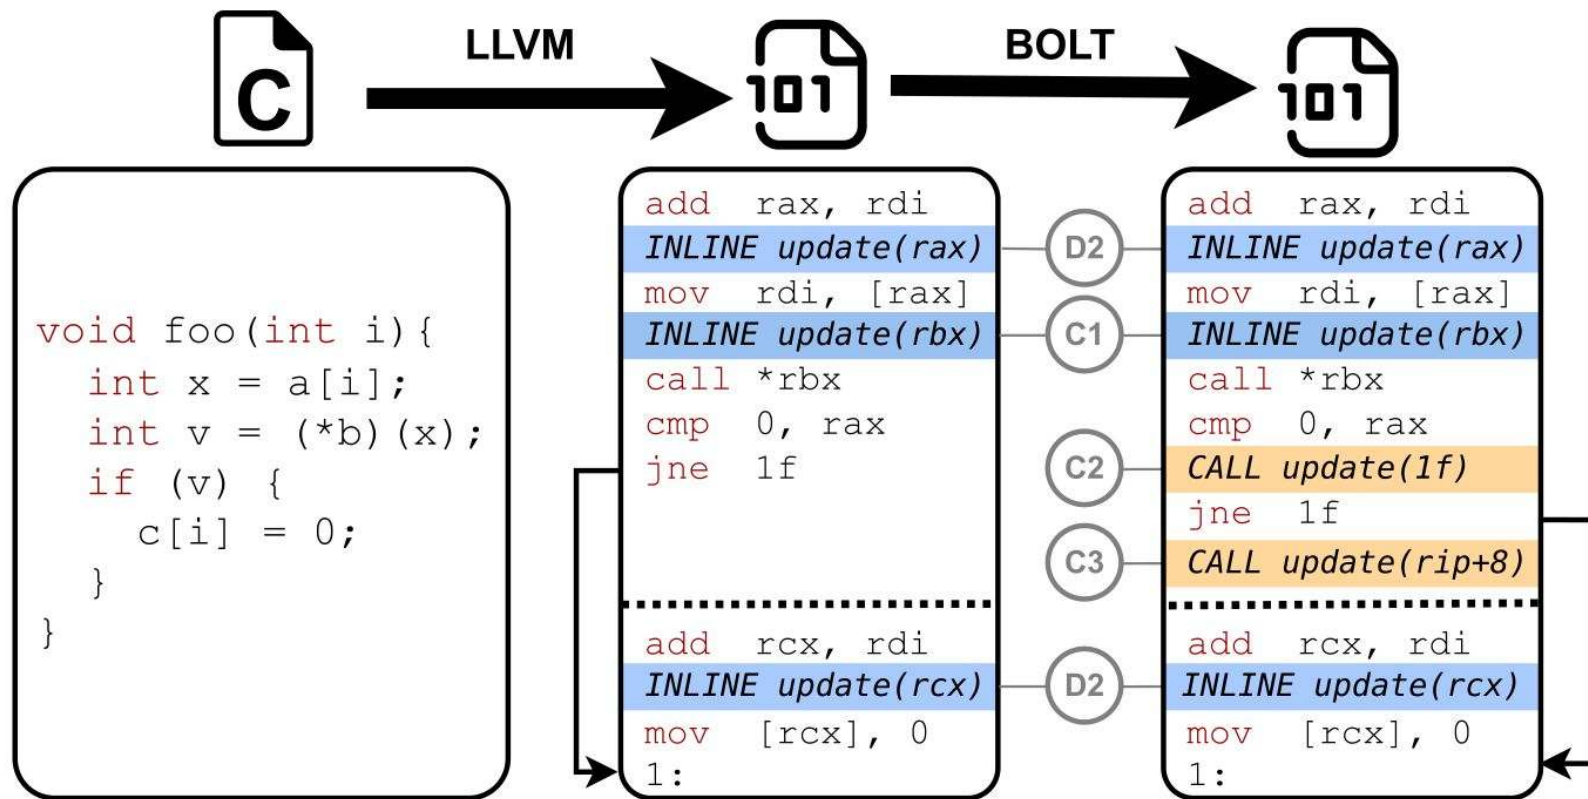 LLVM
BOLT
C
101
101
void foo(int i){
int x = a[i];
int v = (*b)(x);
if (v) {
c[i] = 0;
}
}
add rax, rdi
INLINE update(rax)
mov rdi, [rax]
INLINE update(rbx)
call *rbx
cmp 0, rax
jne 1f
add rcx, rdi
INLINE update(rcx)
mov [rcx], 0
1:
D2
C1
C2
C3
D2
add rax, rdi
INLINE update(rax)
mov rdi, [rax]
INLINE update(rbx)
call *rbx
cmp 0, rax
CALL update(1f)
jne 1f
CALL update(rip+8)
add rcx, rdi
INLINE update(rcx)
mov [rcx], 0
1: